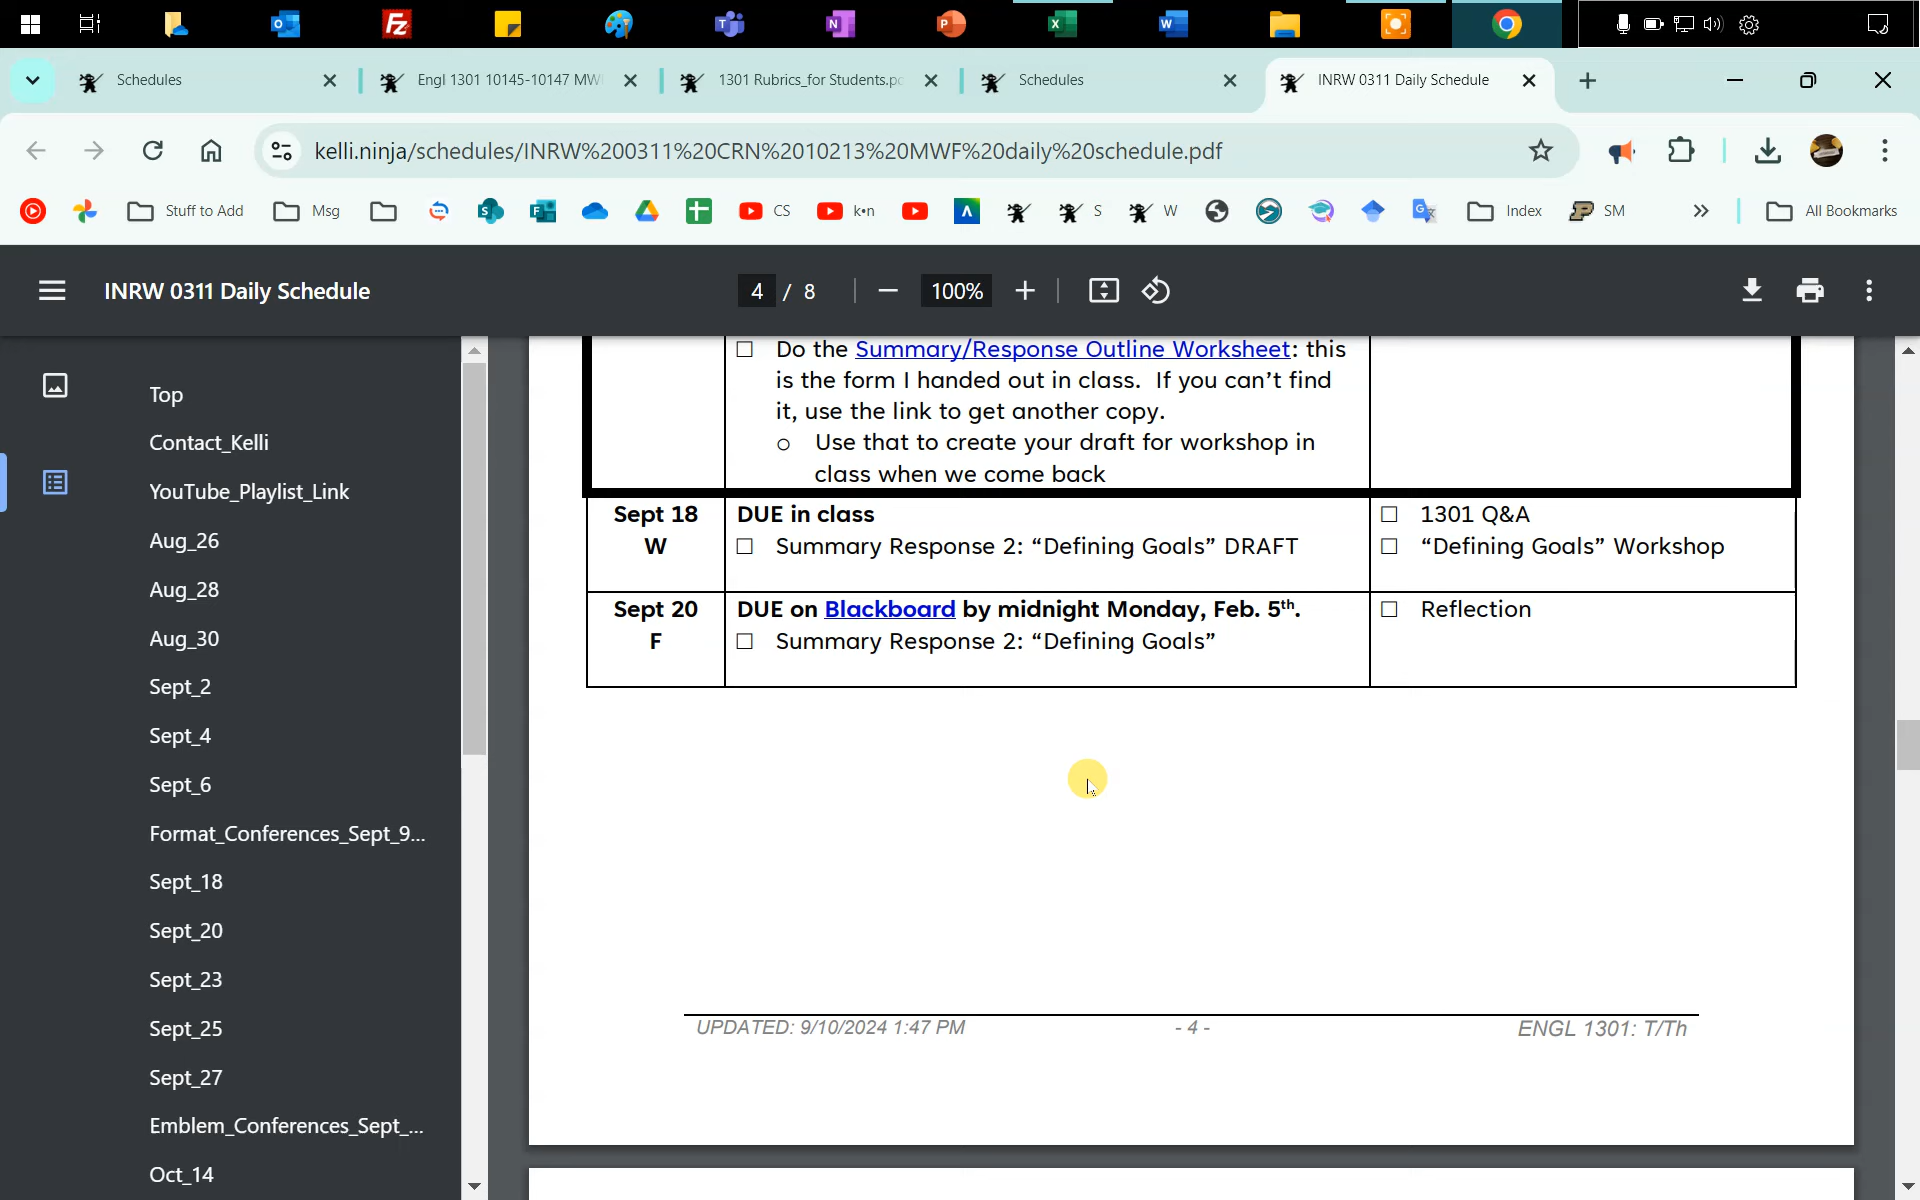 Schedules
Engl 1301 10145-10147 MW
1301 Rubrics_for Students.p
Schedules
INRW 0311 Daily Schedule
kelli.ninja/schedules/INRW%200311%20CRN%2010213%20MWF%20daily%20schedule.pdf
Stuff to Add
Msg
CS
k•n
S
W
Index
SM
All Bookmarks
INRW 0311 Daily Schedule
4 / 8
100%
Top
Contact_Kelli
YouTube_Playlist_Link
Aug_26
Aug_28
Aug_30
Sept_2
Sept_4
Sept_6
Format_Conferences_Sept_9...
Sept_18
Sept_20
Sept_23
Sept_25
Sept_27
Emblem_Conferences_Sept_...
Oct_14
☐ Do the Summary/Response Outline Worksheet: this
is the form I handed out in class. If you can’t find
it, use the link to get another copy.
o Use that to create your draft for workshop in
class when we come back
Sept 18
W
DUE in class
☐ Summary Response 2: “Defining Goals” DRAFT
☐ 1301 Q&A
☐ “Defining Goals” Workshop
Sept 20
F
DUE on Blackboard by midnight Monday, Feb. 5th.
☐ Summary Response 2: “Defining Goals”
☐ Reflection
UPDATED: 9/10/2024 1:47 PM
- 4 -
ENGL 1301: T/Th